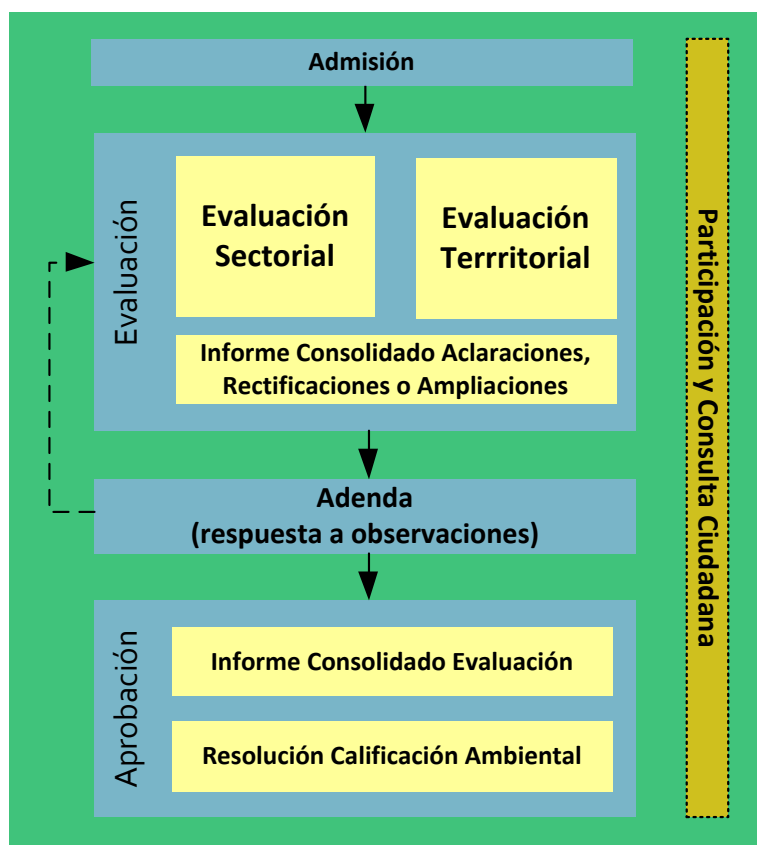 Admisión
Evaluación
Evaluación
Sectorial
Evaluación
Terrritorial
Informe Consolidado Aclaraciones,
Rectificaciones o Ampliaciones
Adenda
(respuesta a observaciones)
Aprobación
Informe Consolidado Evaluación
Resolución Calificación Ambiental
Participación y Consulta Ciudadana